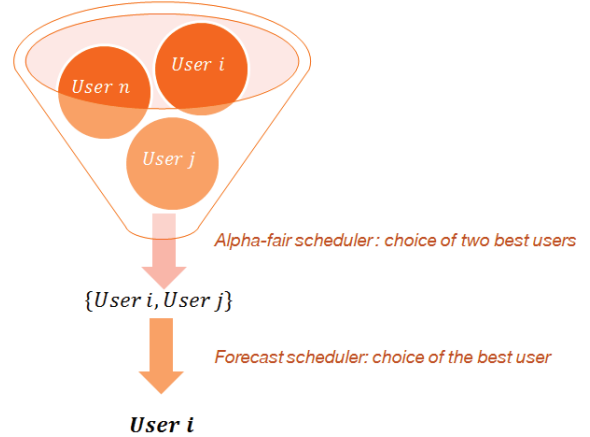 User i
User n
User j
Alpha-fair scheduler: choice of two best users
{User i, User j}
Forecast scheduler: choice of the best user
User i